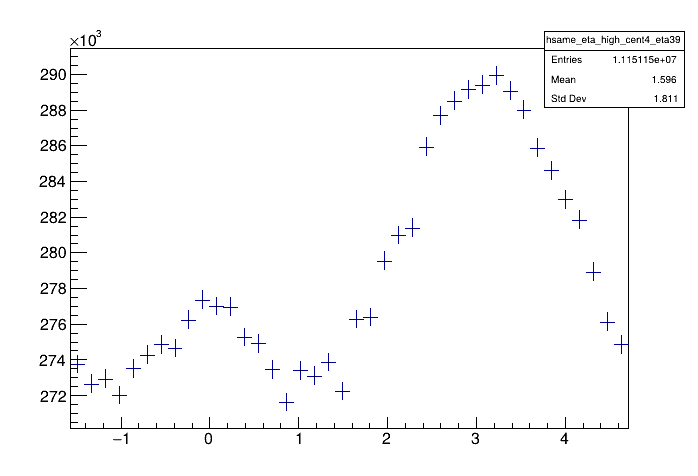 ×10³
hsame_eta_high_cent4_eta39
Entries 1.115115e+07
Mean 1.596
Std Dev 1.811
290
288
286
284
282
280
278
276
274
272
−1 0 1 2 3 4